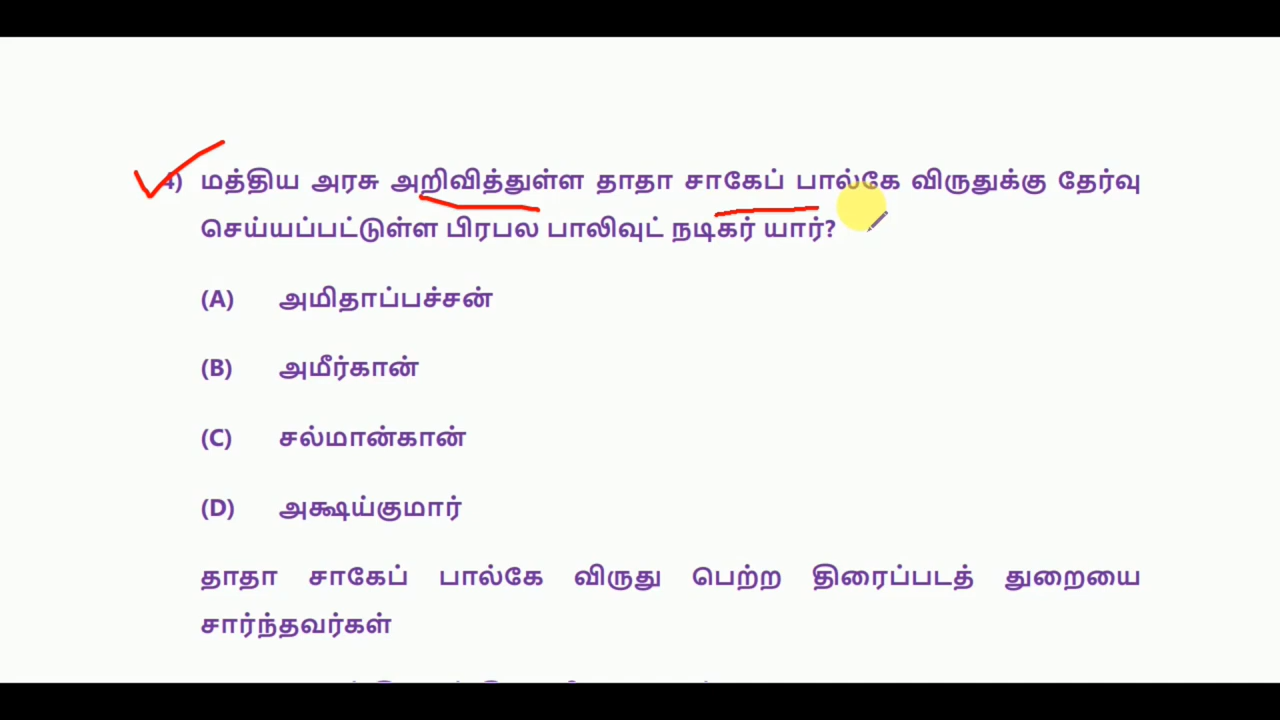 4) மத்திய அரசு அறிவித்துள்ள தாதா சாகேப் பால்கே விருதுக்கு தேர்வு
செய்யப்பட்டுள்ள பிரபல பாலிவுட் நடிகர் யார்?
(A) அமிதாப்பச்சன்
(B) அமீர்கான்
(C) சல்மான்கான்
(D) அக்ஷய்குமார்
தாதா சாகேப் பால்கே விருது பெற்ற திரைப்படத் துறையை
சார்ந்தவர்கள்